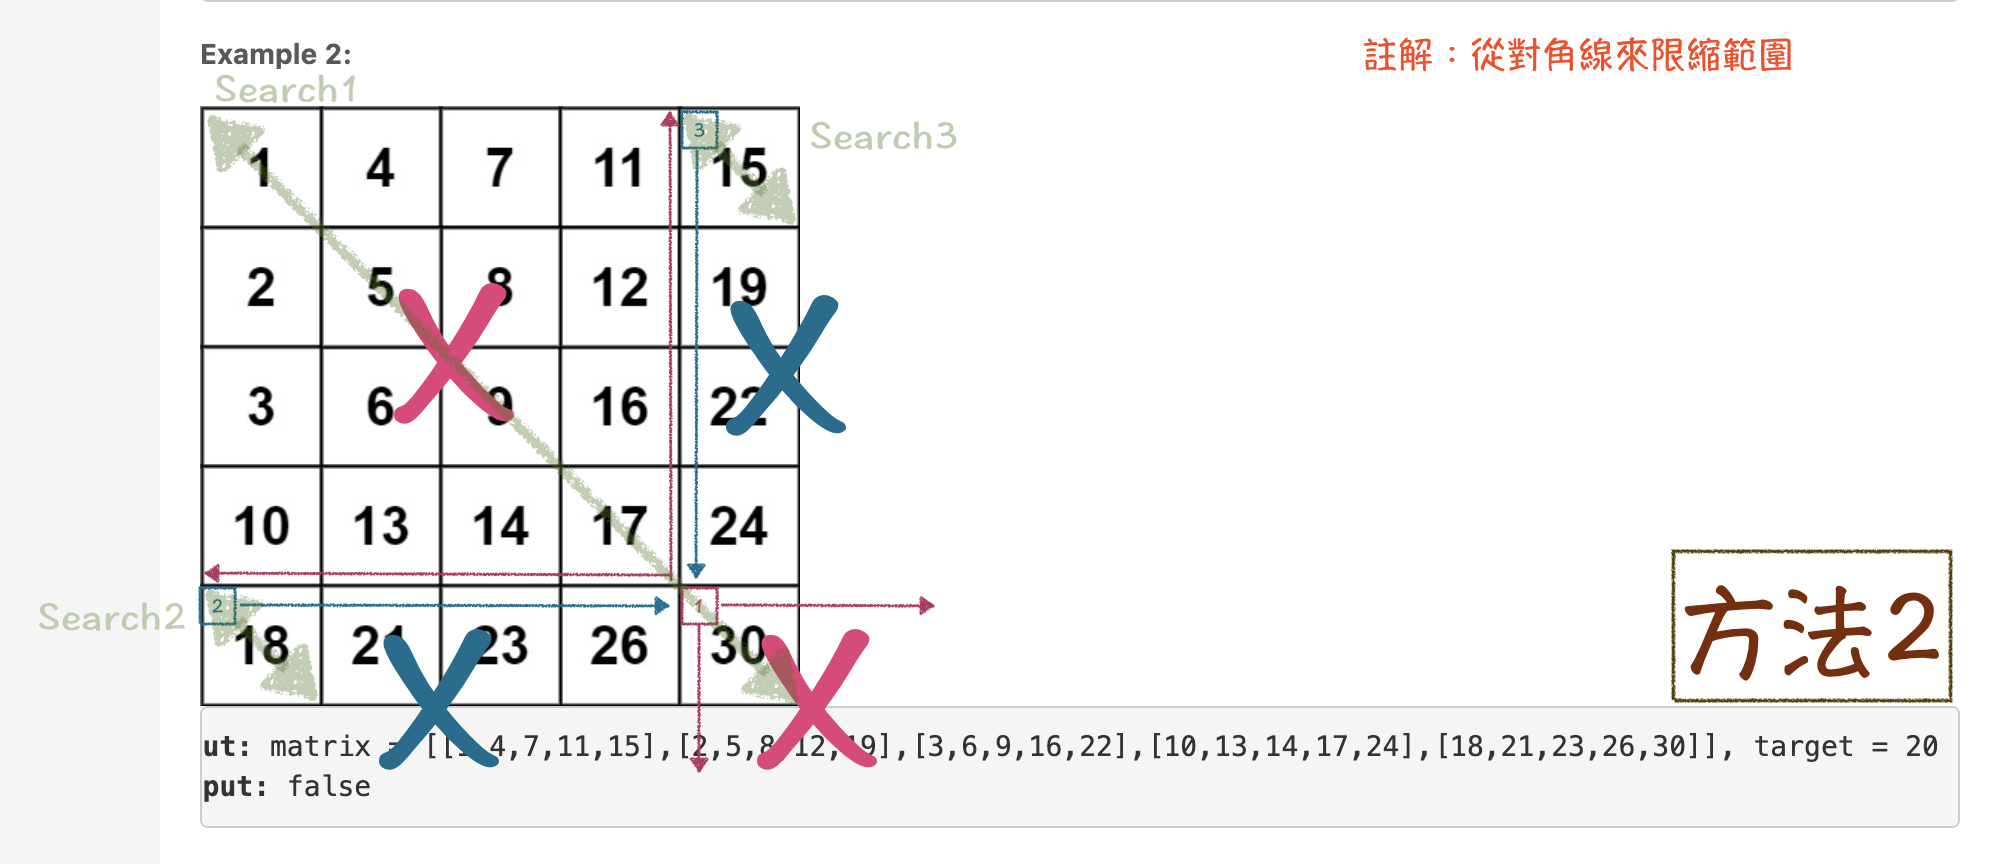 Example 2:
註解：從對角線來限縮範圍
Search1
3
Search3
1 4 7 11 15
2 5 8 12 19
3 6 9 16 22
10 13 14 17 24
2
1
Search2
18 21 23 26 30
方法2
ut: matrix = [[1,4,7,11,15],[2,5,8,12,19],[3,6,9,16,22],[10,13,14,17,24],[18,21,23,26,30]], target = 20
put: false